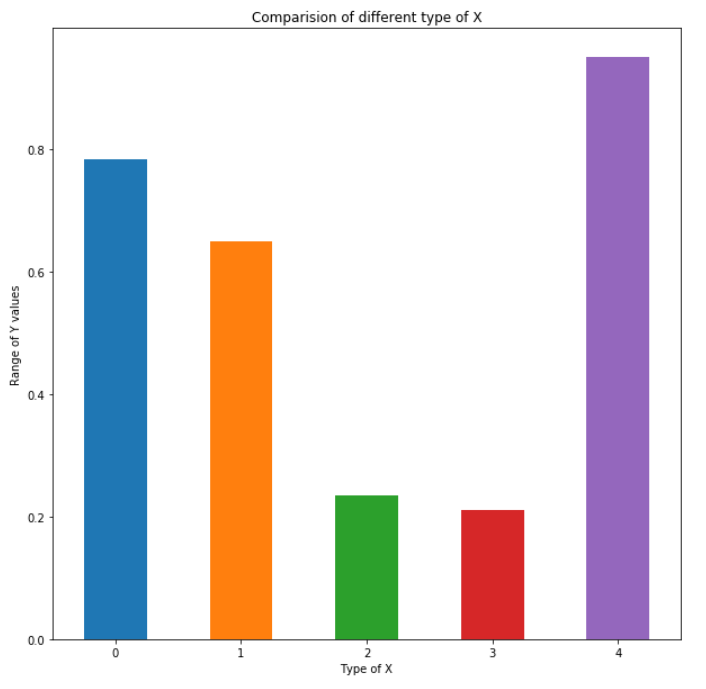 Comparision of different type of X
Range of Y values
0.8
0.6
0.4
0.2
0.0
0 1 2 3 4
Type of X